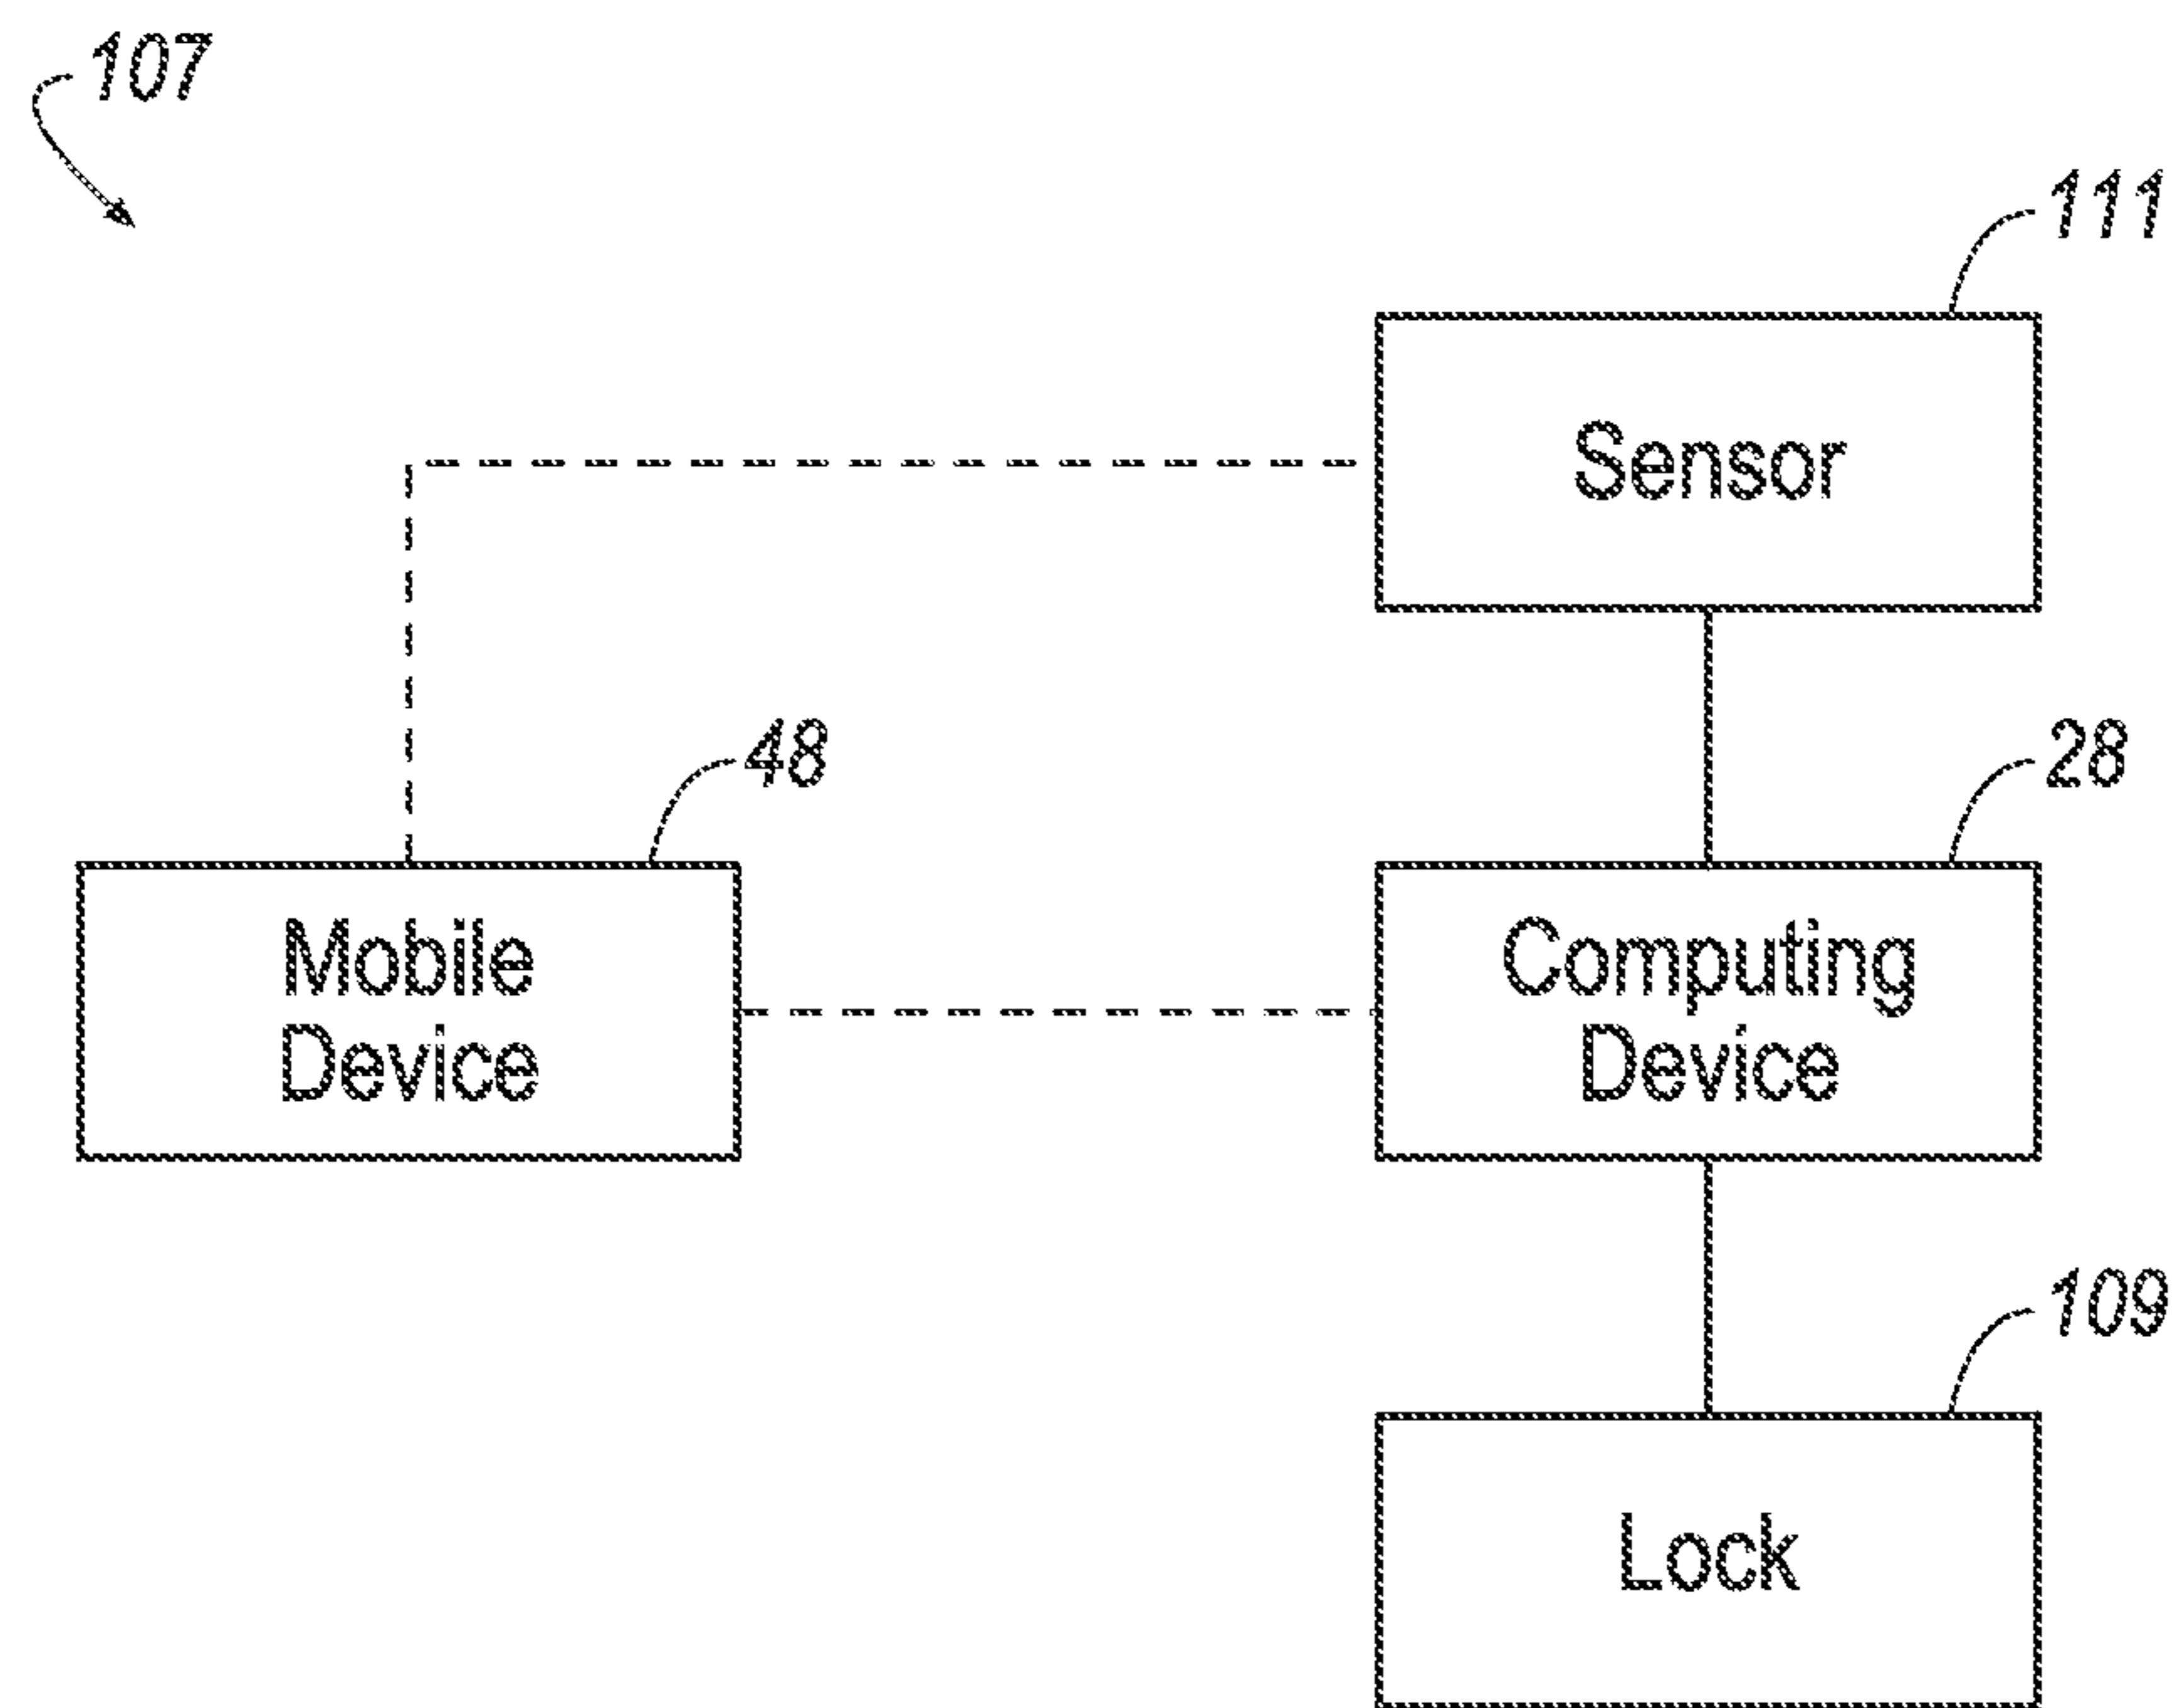 107
111
Sensor
48
28
Mobile
Device
Computing
Device
109
Lock